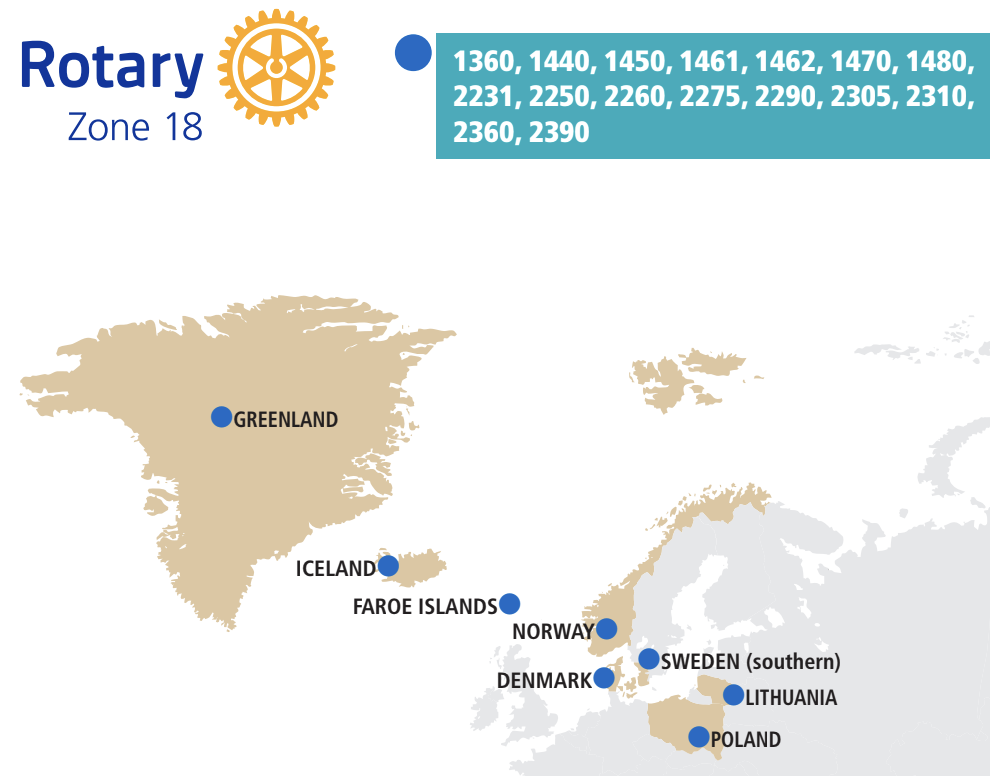 Rotary
Zone 18
1360, 1440, 1450, 1461, 1462, 1470, 1480,
2231, 2250, 2260, 2275, 2290, 2305, 2310,
2360, 2390
GREENLAND
ICELAND
FAROE ISLANDS
NORWAY
SWEDEN (southern)
DENMARK
LITHUANIA
POLAND